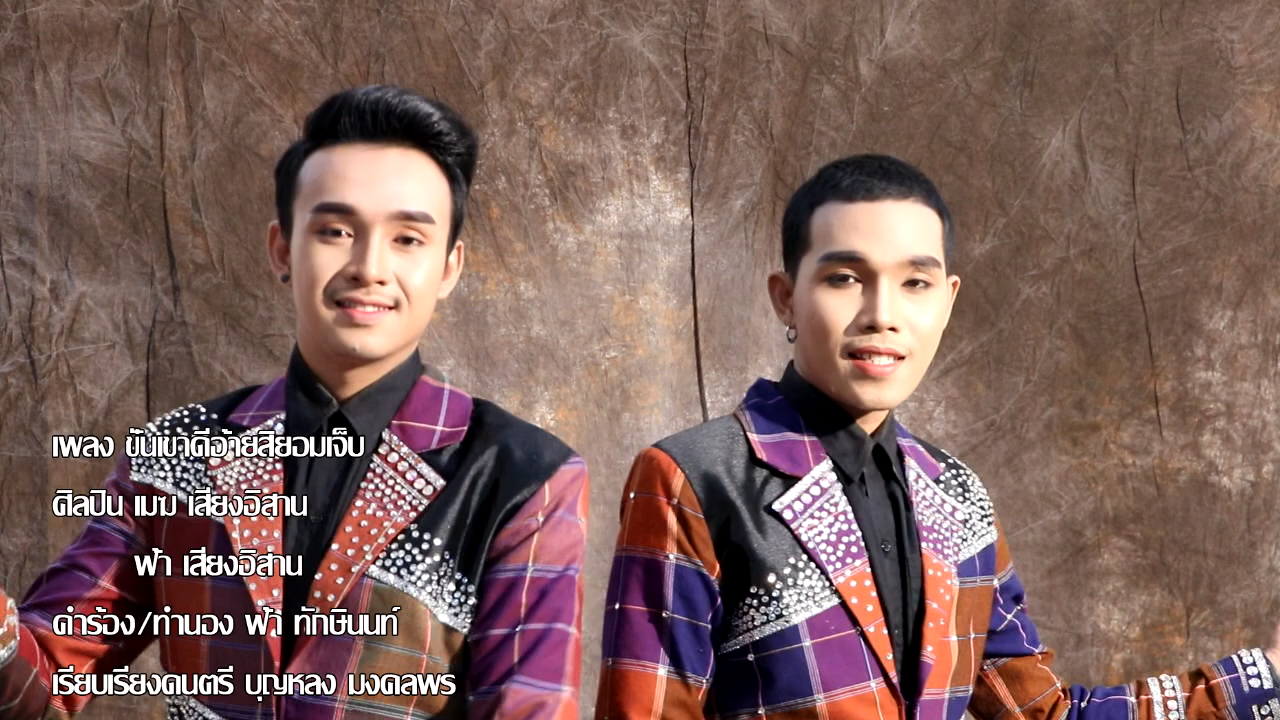 เพลง ขั่นเขาดีอ้ายสิยอมเจ็บ
ศิลปิน เมฆ เสียงอิสาน
ฟ้า เสียงอิสาน
คำร้อง/ทำนอง ฟ้า ทักษินนท์
เรียบเรียงดนตรี บุญหลง มงคลพร